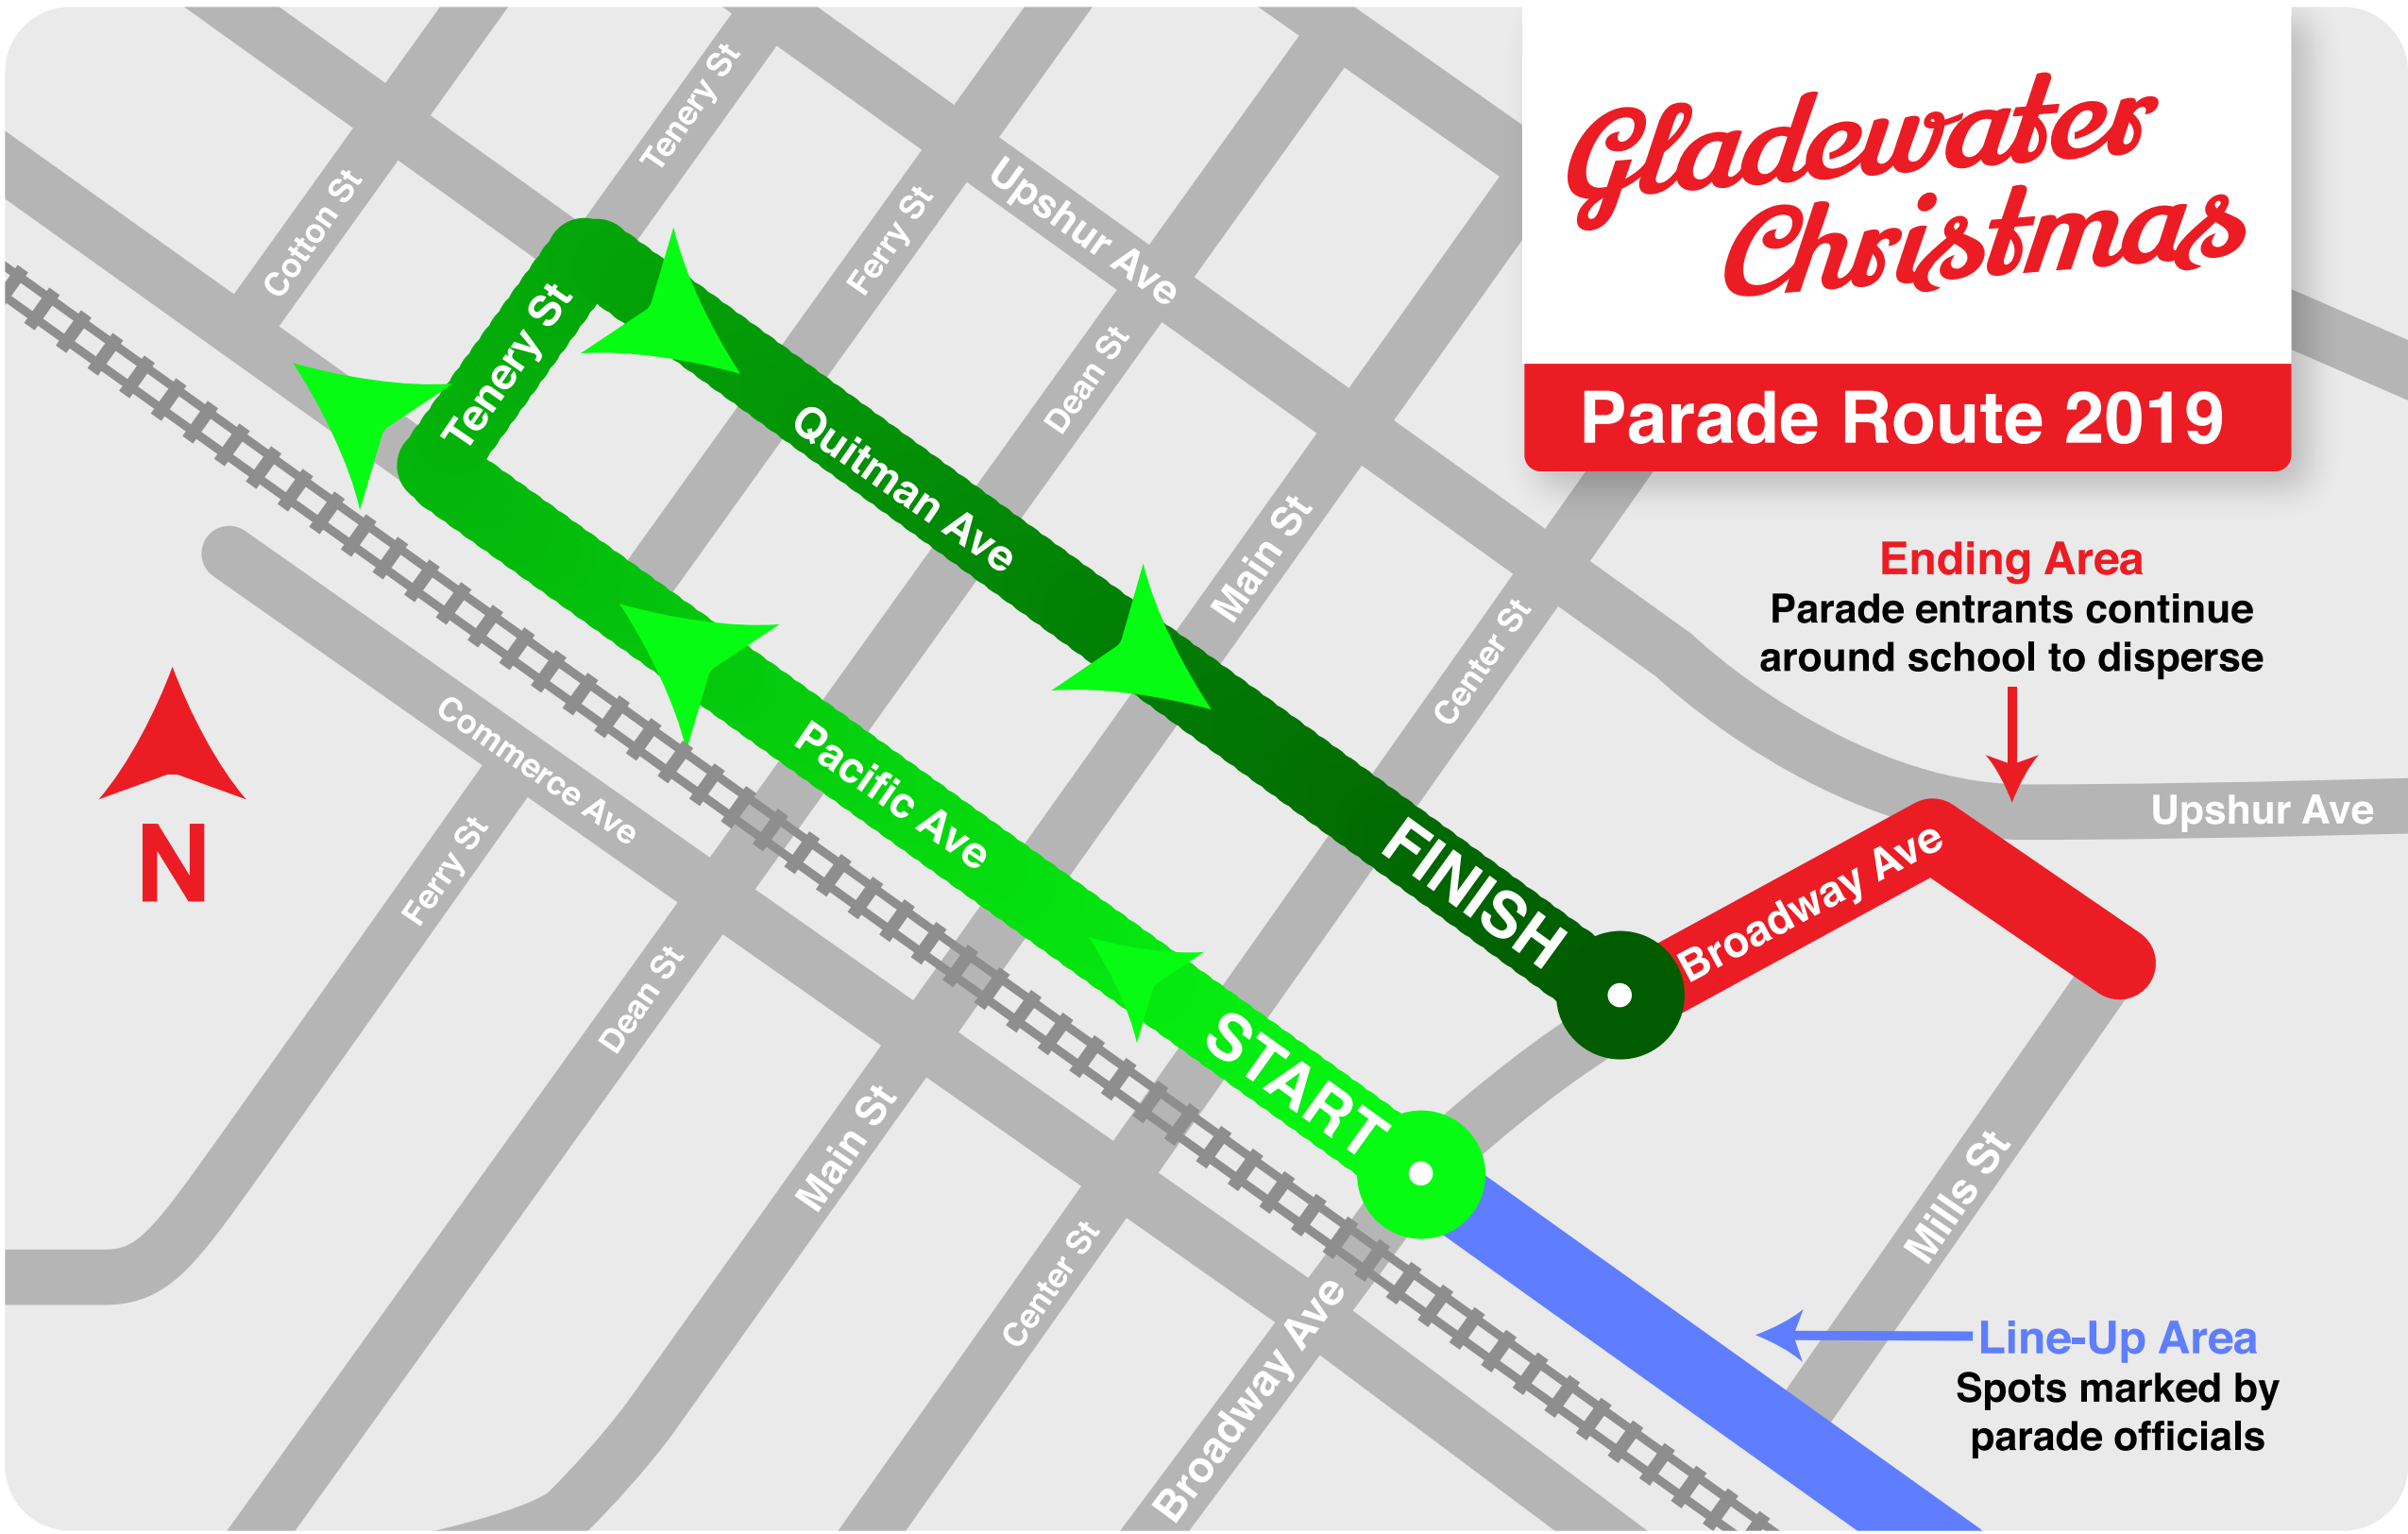 Gladewater
Christmas
Parade Route 2019
Tenery St
Cotton St
Ferry St
Upshur Ave
Dean St
Tenery St
Quitman Ave
Main St
Center St
Ending Area
Parade entrants continue
around school to disperse
Commerce Ave
Pacific Ave
Upshur Ave
N
Ferry St
FINISH
Broadway Ave
Dean St
START
Main St
Mills St
Center St
Broadway Ave
Line-Up Area
Spots marked by
parade officials